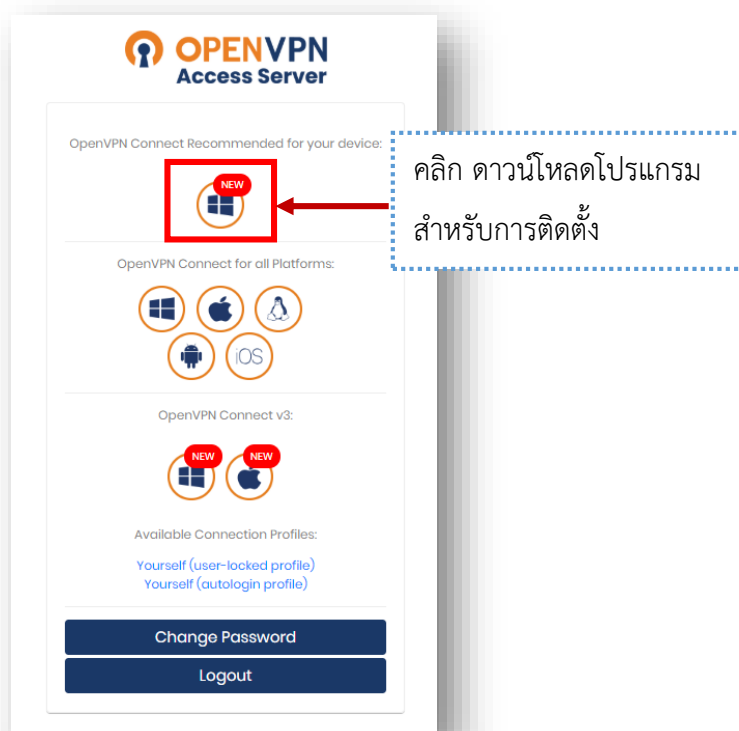 OPENVPN
Access Server
OpenVPN Connect Recommended for your device:
NEW
คลิก ดาวน์โหลดโปรแกรม
สำหรับการติดตั้ง
OpenVPN Connect for all Platforms:
iOS
OpenVPN Connect v3:
NEW NEW
Available Connection Profiles:
Yourself (user-locked profile)
Yourself (autologin profile)
Change Password
Logout